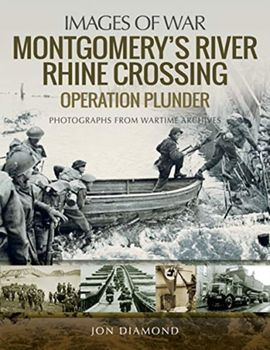 IMAGES OF WAR
MONTGOMERY'S RIVER
RHINE CROSSING
OPERATION PLUNDER
PHOTOGRAPHS FROM WARTIME ARCHIVES
JON DIAMOND